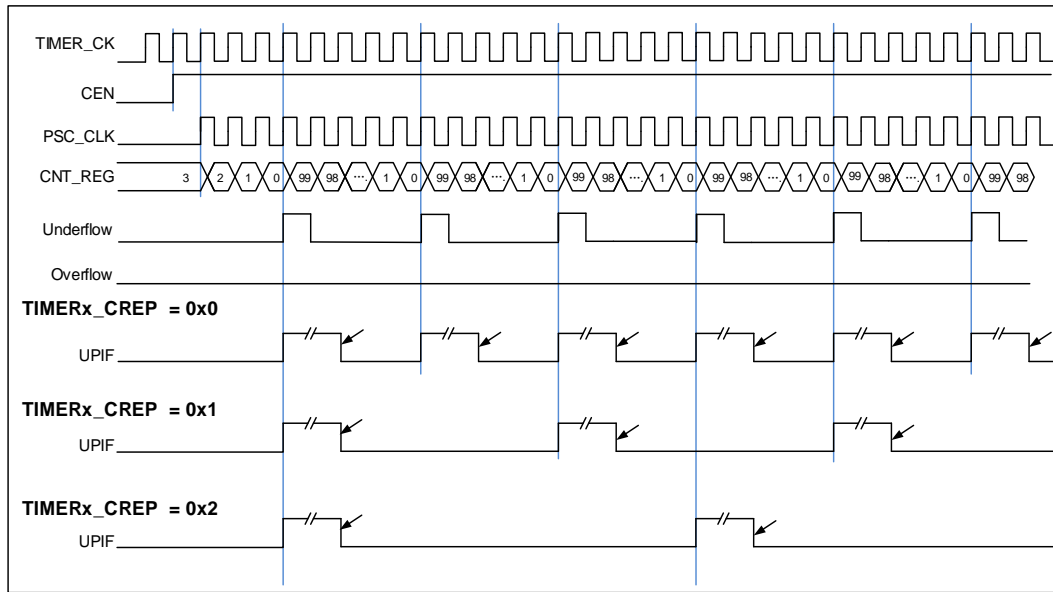 TIMER_CK
CEN
PSC_CLK
CNT_REG 3 2 1 0 99 98 ... 1 0 99 98 ... 1 0 99 98 ... 1 0 99 98 ... 1 0 99 98 ... 1 0 99 98
Underflow
Overflow
TIMERx_CREP = 0x0
UPIF
TIMERx_CREP = 0x1
UPIF
TIMERx_CREP = 0x2
UPIF